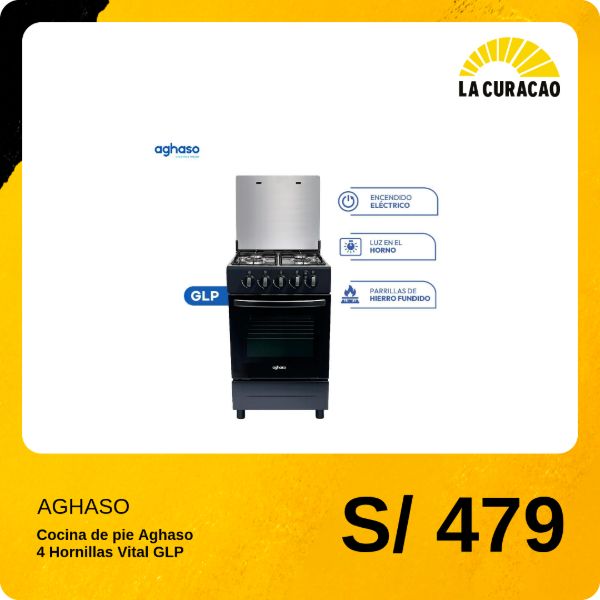 LA CURACAO
aghaso
ENCENDIDO
ELÉCTRICO
LUZ EN EL
HORNO
GLP
PARRILLAS DE
HIERRO FUNDIDO
aghaso
AGHASO
Cocina de pie Aghaso
4 Hornillas Vital GLP
S/ 479